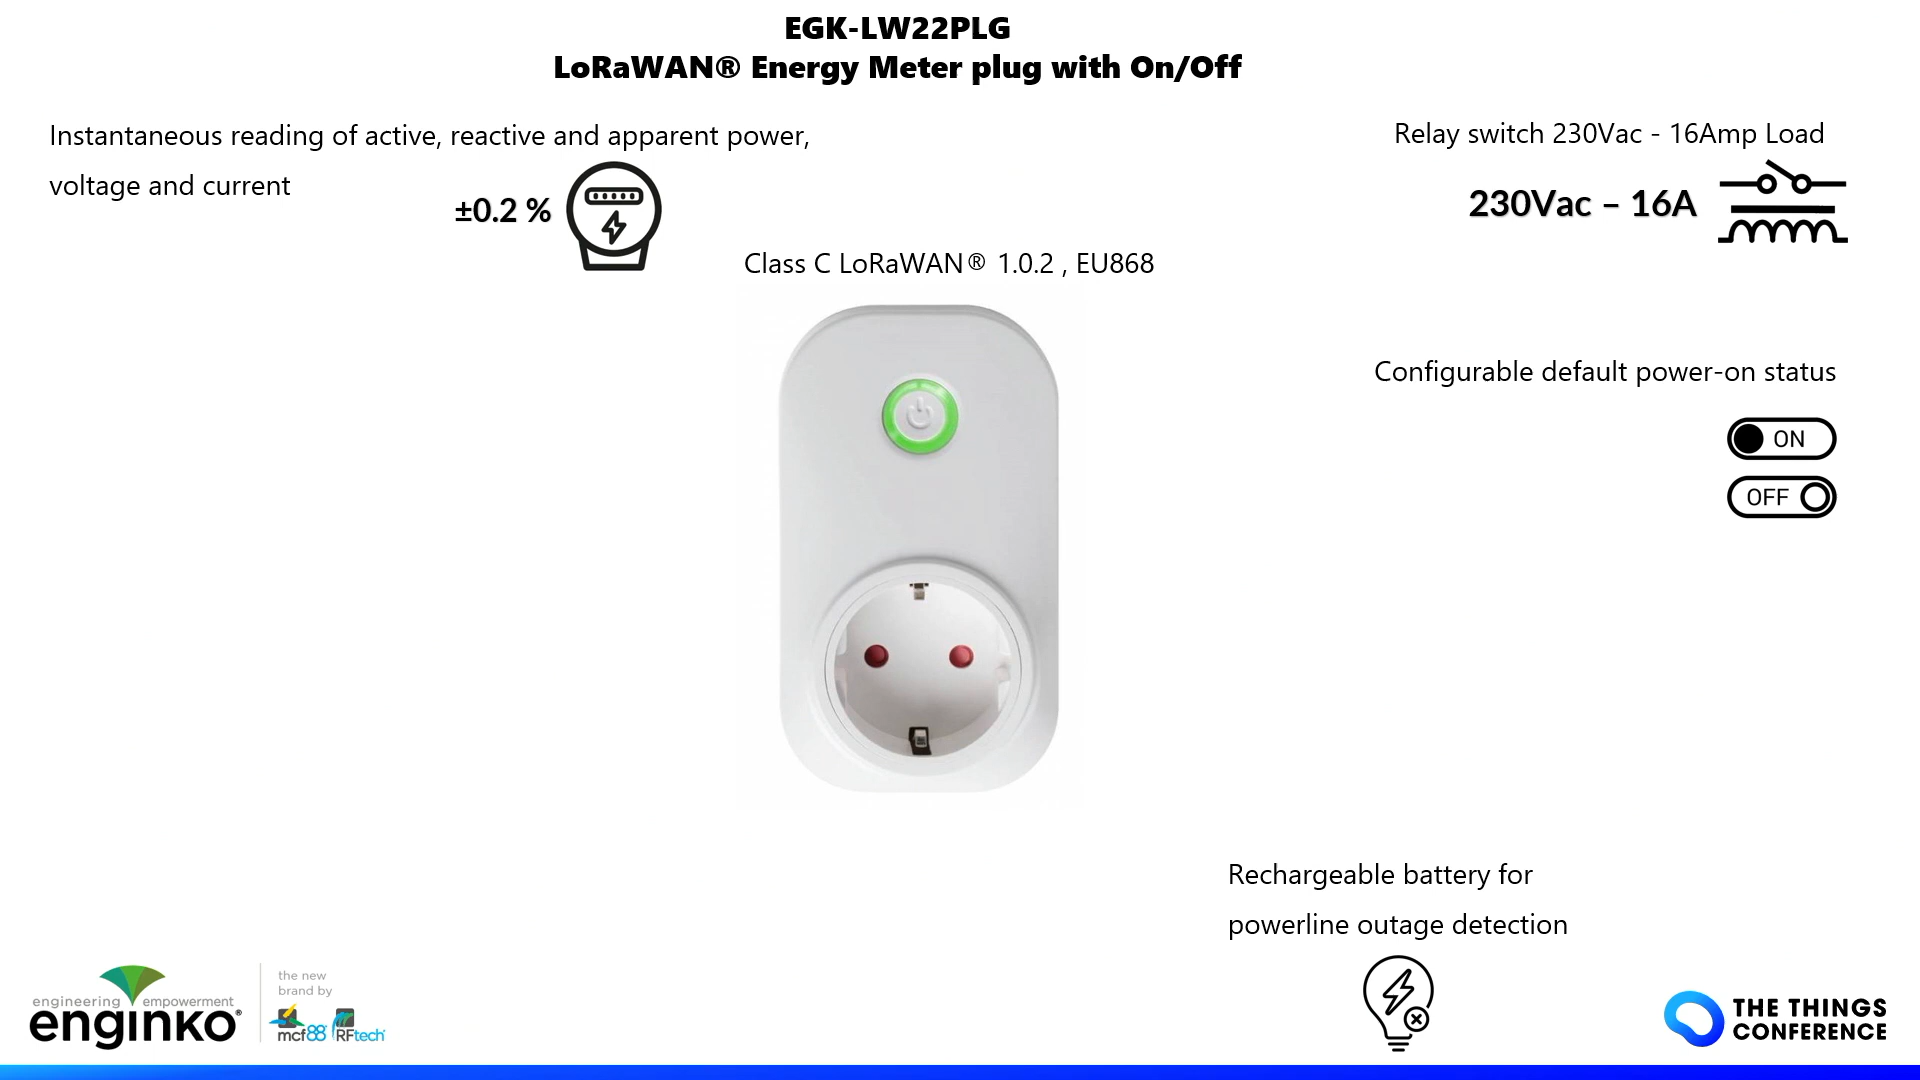 EGK-LW22PLG
LoRaWAN® Energy Meter plug with On/Off
Instantaneous reading of active, reactive and apparent power,
voltage and current
±0.2 %
Relay switch 230Vac - 16Amp Load
230Vac – 16A
Class C LoRaWAN® 1.0.2 , EU868
Configurable default power-on status
ON
OFF
Rechargeable battery for
powerline outage detection
engineering empowerment
enginko®
the new
brand by
mcf88 RFtech
THE THINGS
CONFERENCE